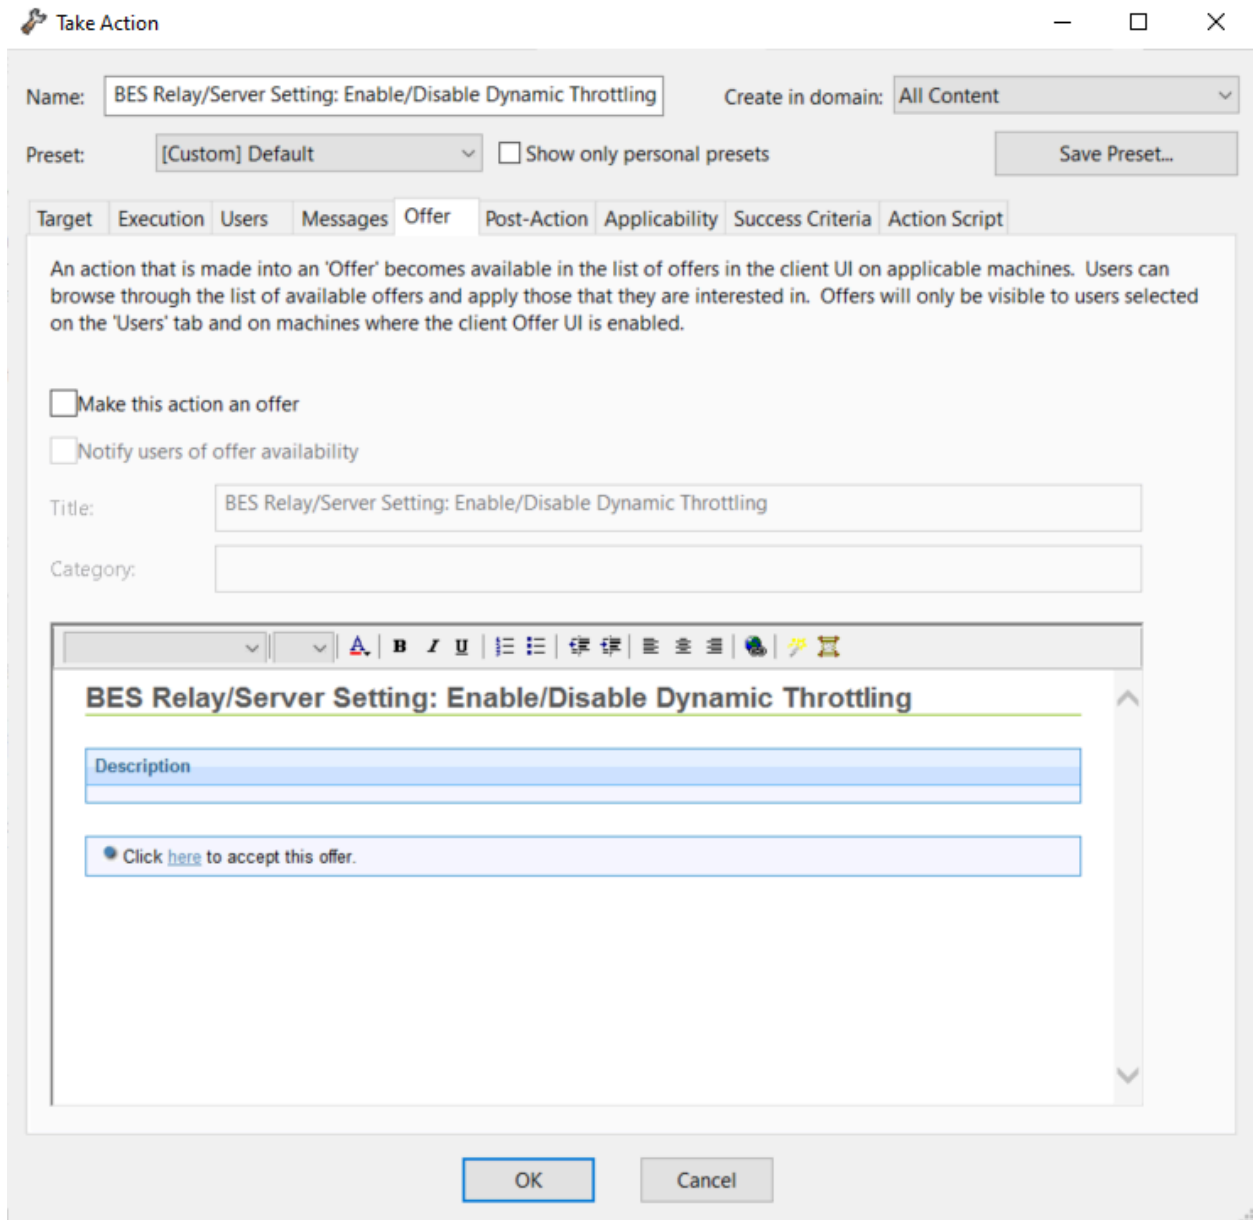 Take Action
Name: BES Relay/Server Setting: Enable/Disable Dynamic Throttling Create in domain: All Content
Preset: [Custom] Default Show only personal presets Save Preset...
Target Execution Users Messages Offer Post-Action Applicability Success Criteria Action Script
An action that is made into an 'Offer' becomes available in the list of offers in the client UI on applicable machines. Users can
browse through the list of available offers and apply those that they are interested in. Offers will only be visible to users selected
on the 'Users' tab and on machines where the client Offer UI is enabled.
Make this action an offer
Notify users of offer availability
Title: BES Relay/Server Setting: Enable/Disable Dynamic Throttling
Category:
A B I U
BES Relay/Server Setting: Enable/Disable Dynamic Throttling
Description
Click here to accept this offer.
OK Cancel